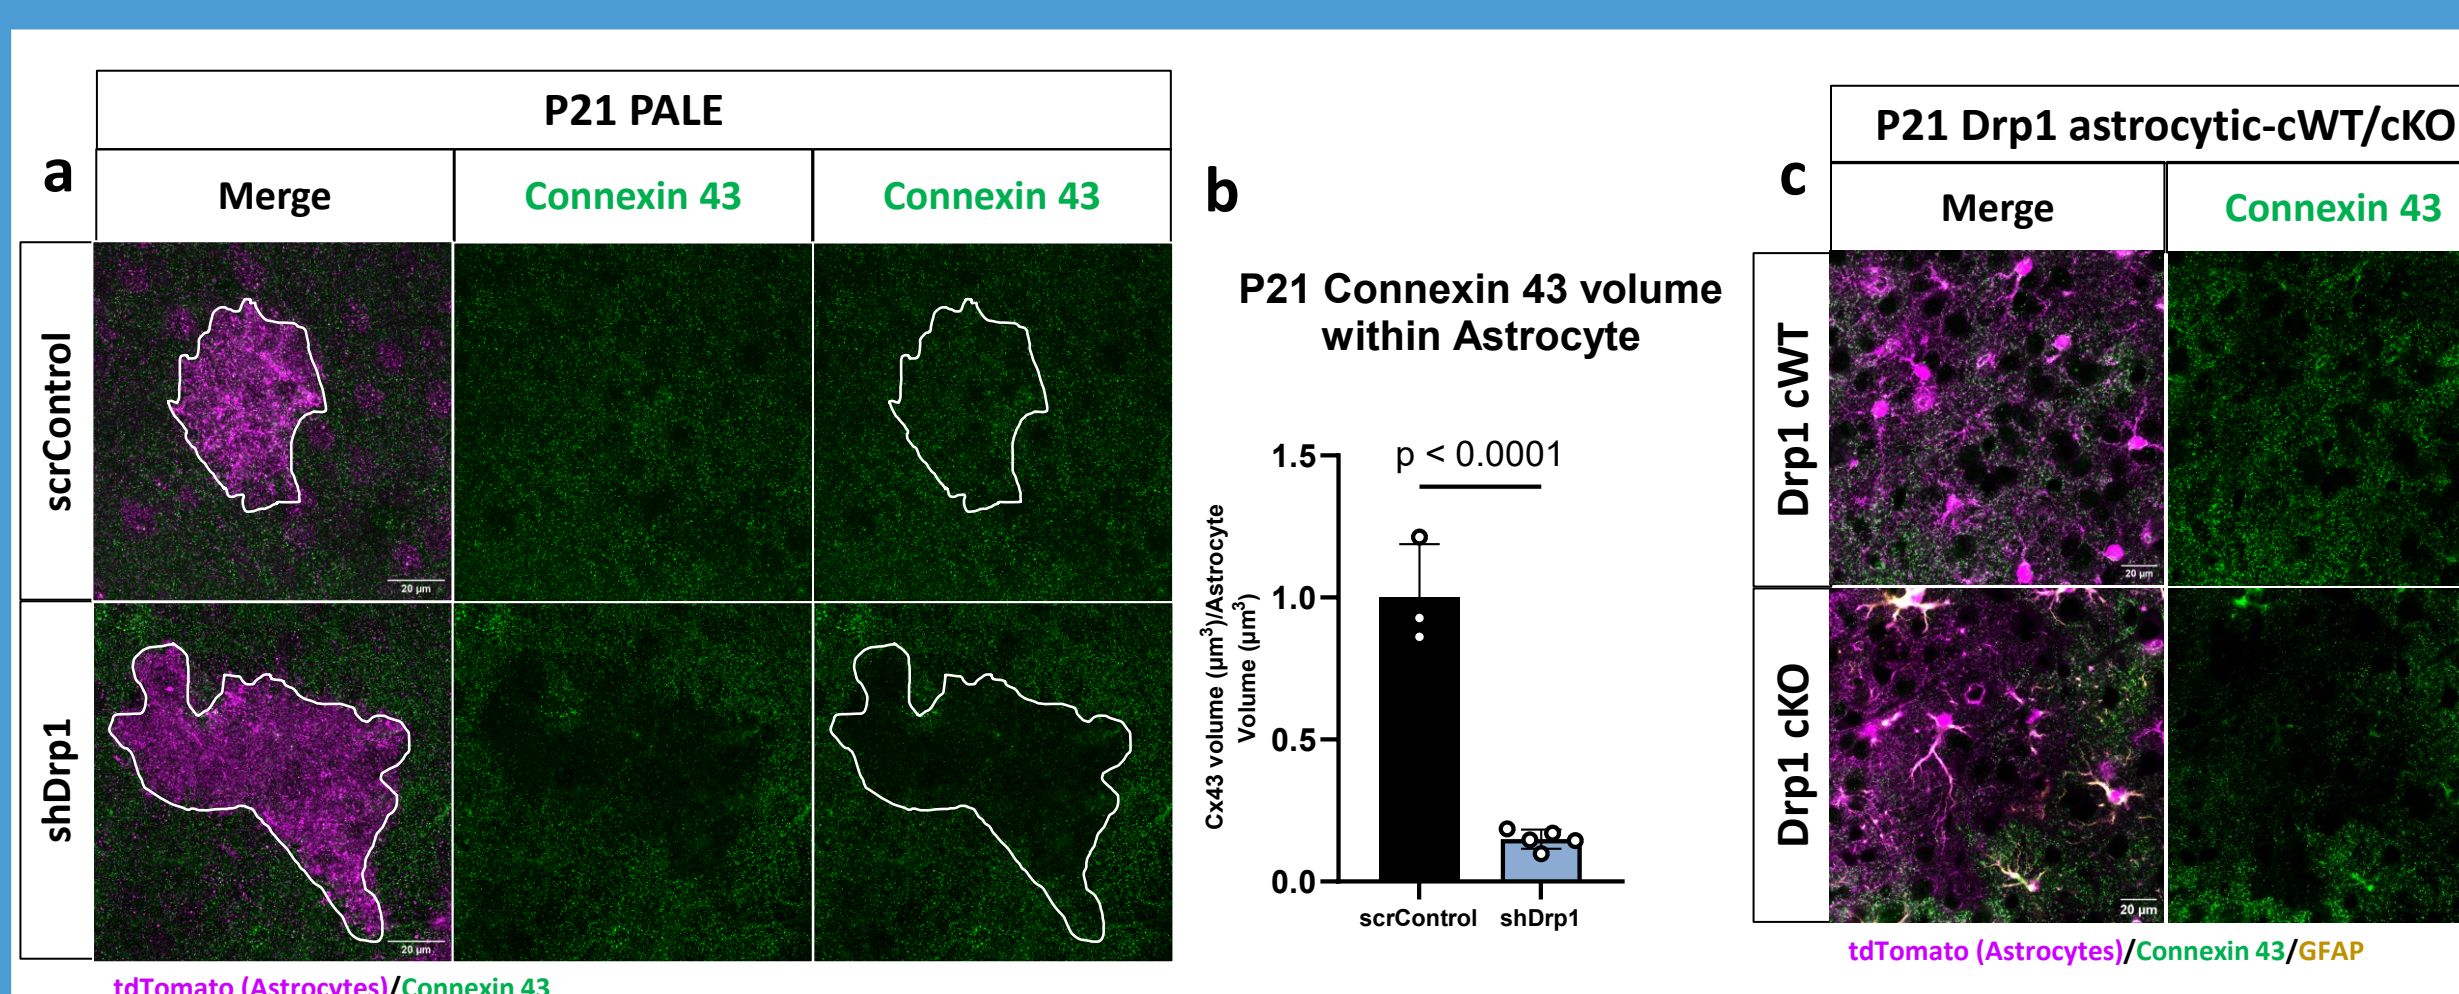 P21 PALE
a
Merge
Connexin 43
Connexin 43
scrControl
20 µm
shDrp1
20 µm
tdTomato (Astrocytes)/Connexin 43
b
P21 Connexin 43 volume
within Astrocyte
p < 0.0001
Cx43 volume (µm³)/Astrocyte
Volume (µm³)
1.5
1.0
0.5
0.0
scrControl
shDrp1
P21 Drp1 astrocytic-cWT/cKO
c
Merge
Connexin 43
Drp1 cWT
20 µm
Drp1 cKO
20 µm
tdTomato (Astrocytes)/Connexin 43/GFAP